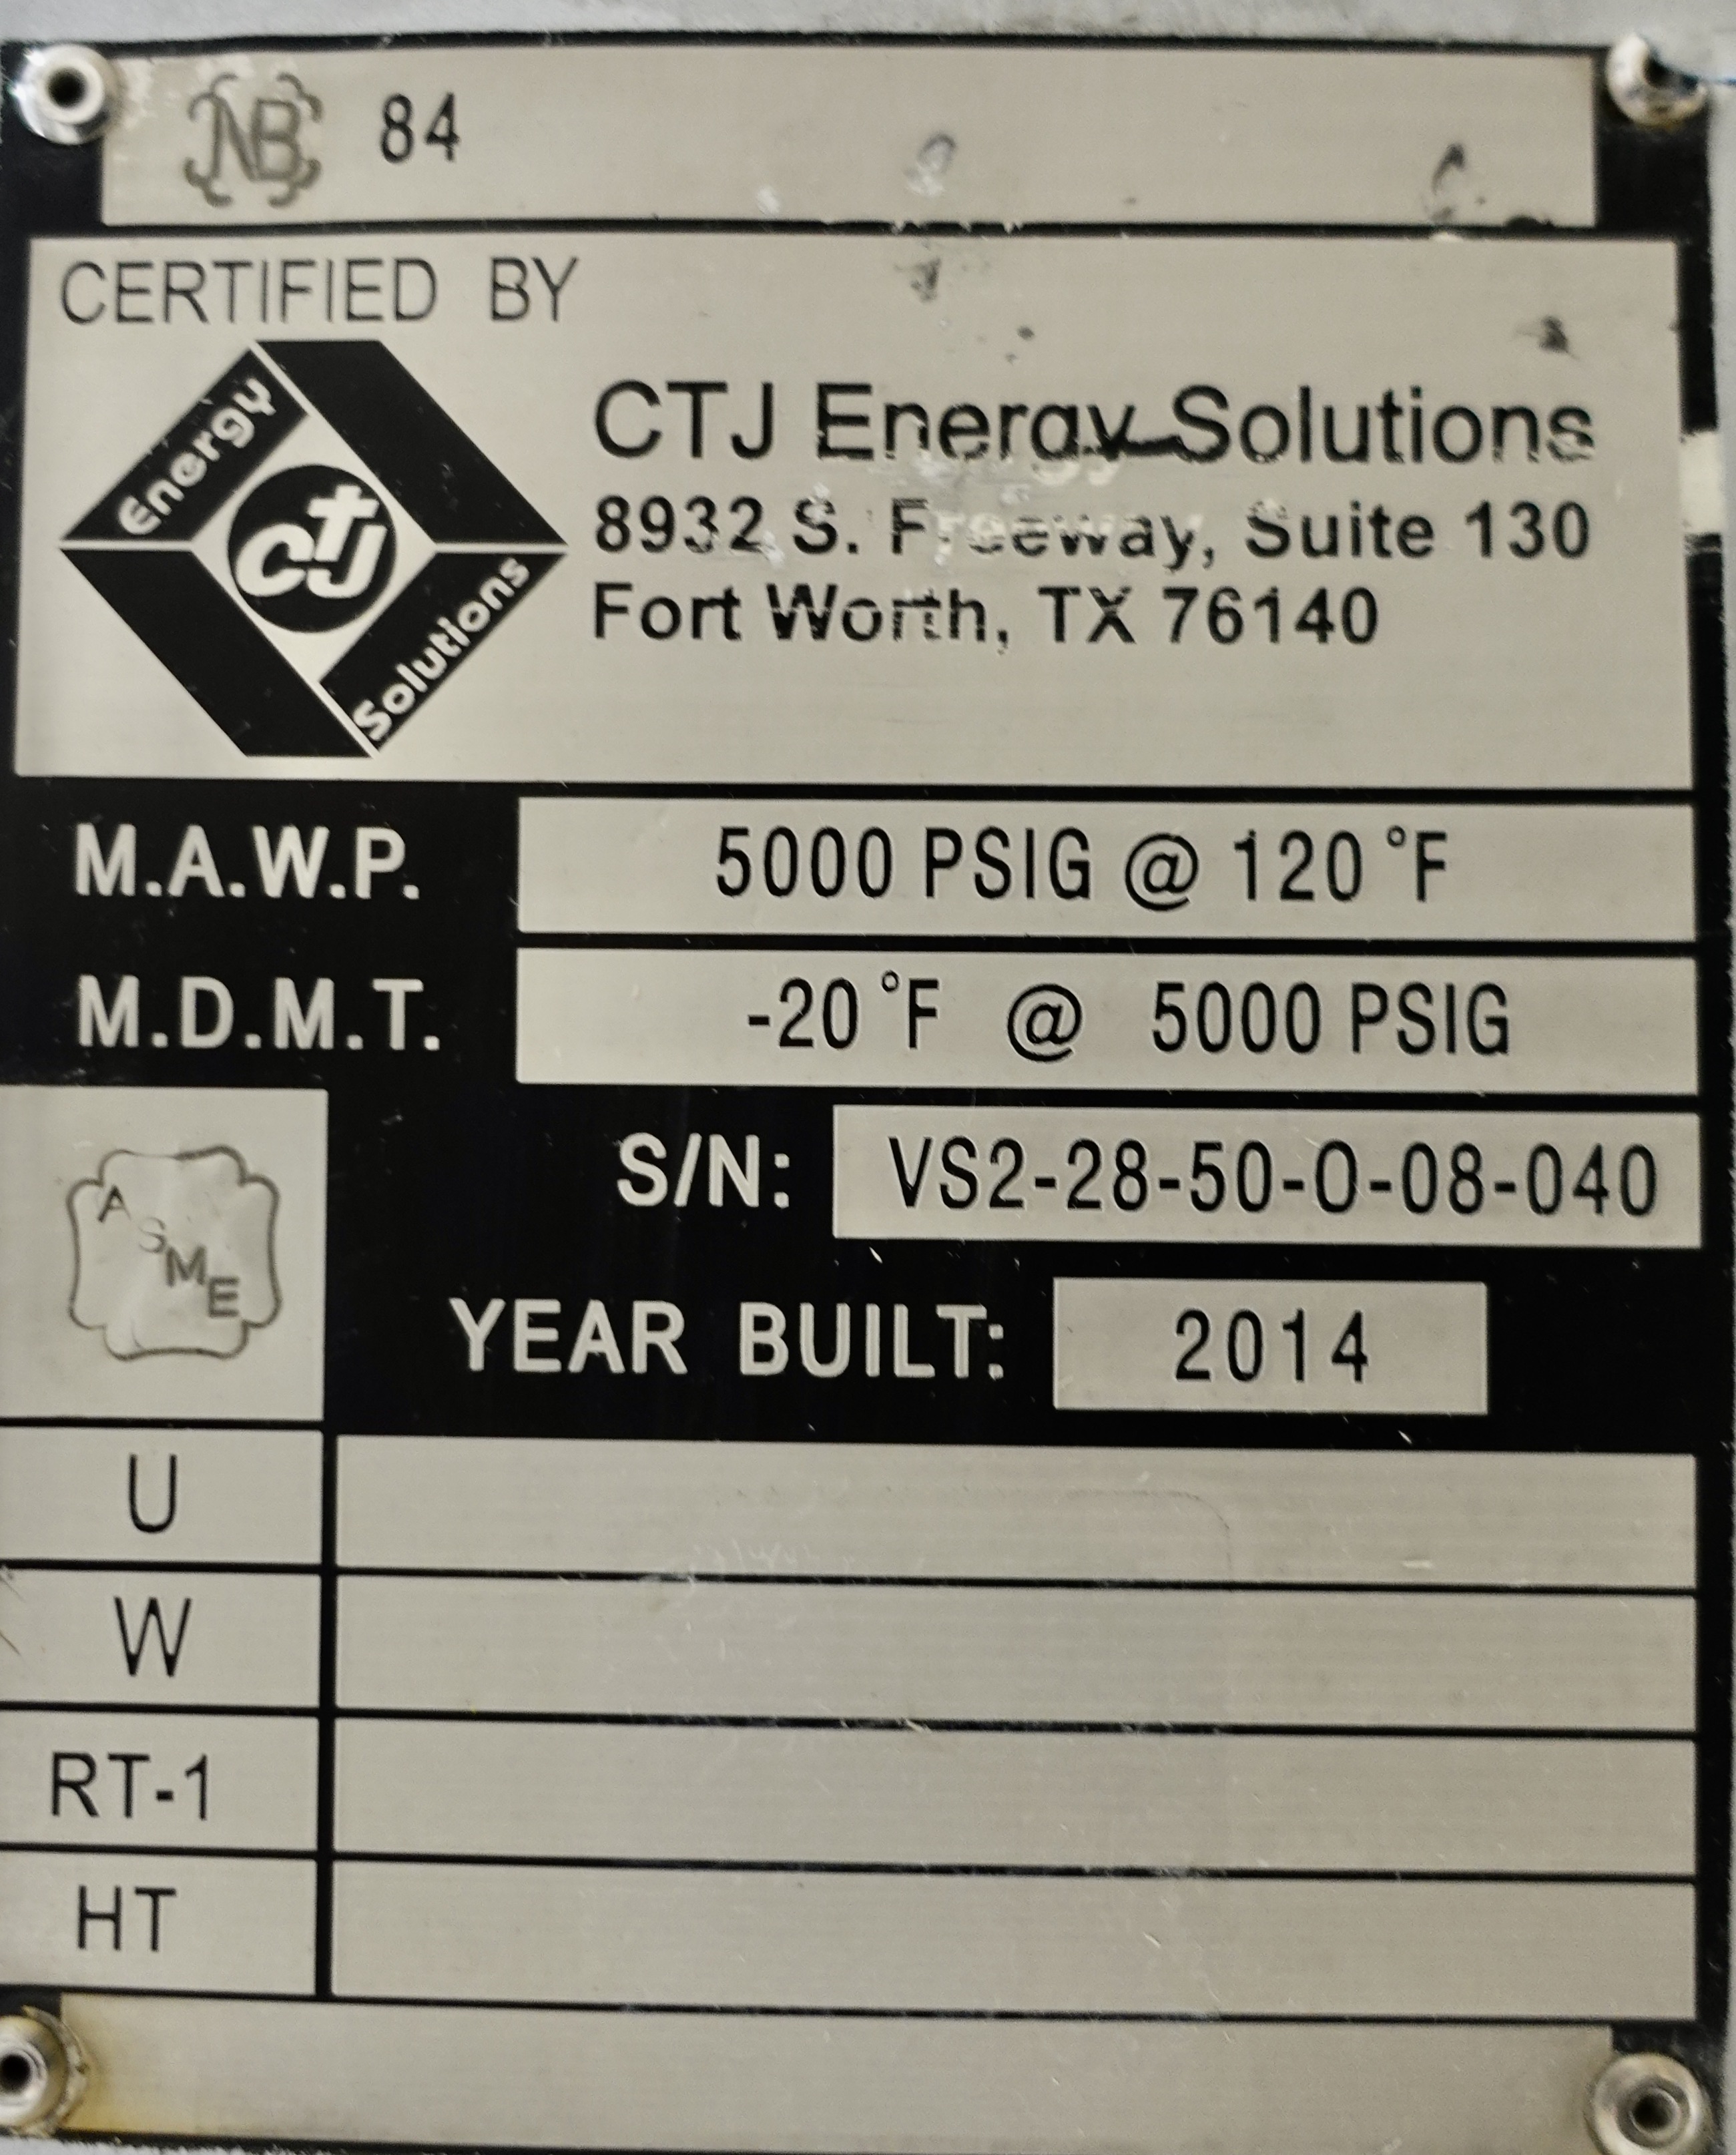 NB 84
CERTIFIED BY
Energy
ctJ
Solutions
CTJ Energy Solutions
8932 S. Freeway, Suite 130
Fort Worth, TX 76140
M.A.W.P. 5000 PSIG @ 120 °F
M.D.M.T. -20 °F @ 5000 PSIG
ASME
S/N: VS2-28-50-O-08-040
YEAR BUILT: 2014
U
W
RT-1
HT